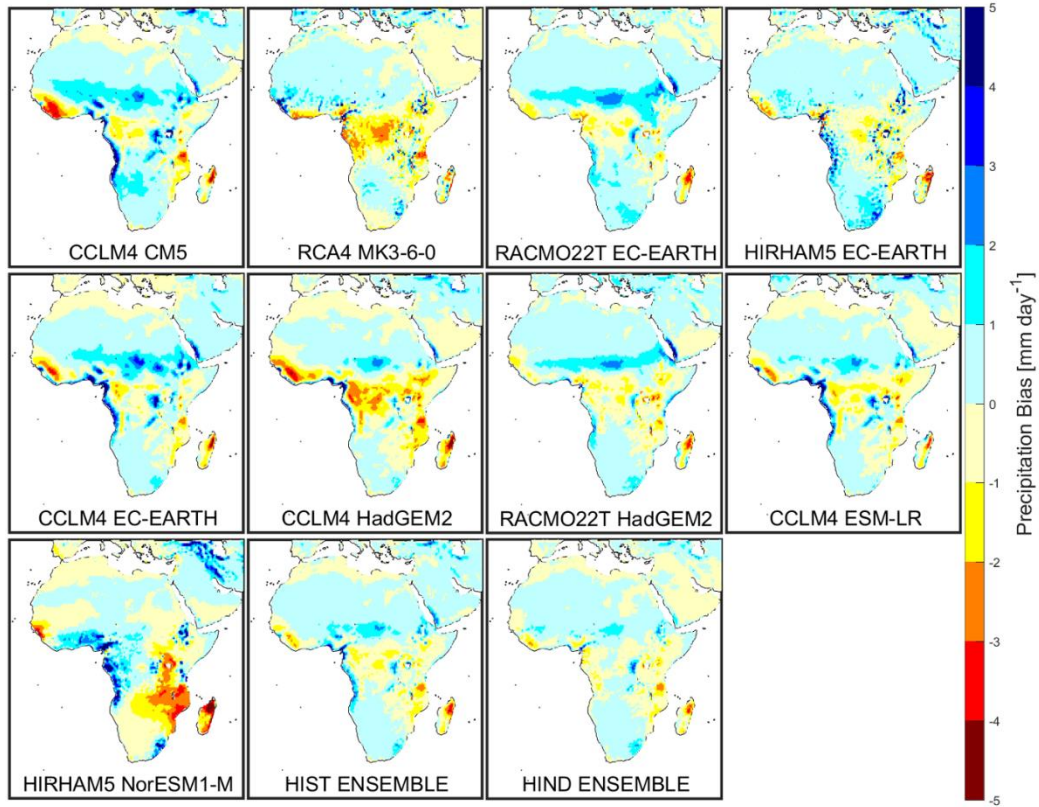 CCLM4 CM5
RCA4 MK3-6-0
RACMO22T EC-EARTH
HIRHAM5 EC-EARTH
CCLM4 EC-EARTH
CCLM4 HadGEM2
RACMO22T HadGEM2
CCLM4 ESM-LR
HIRHAM5 NorESM1-M
HIST ENSEMBLE
HIND ENSEMBLE
5
4
3
2
1
0
-1
-2
-3
-4
-5
Precipitation Bias [mm day⁻¹]